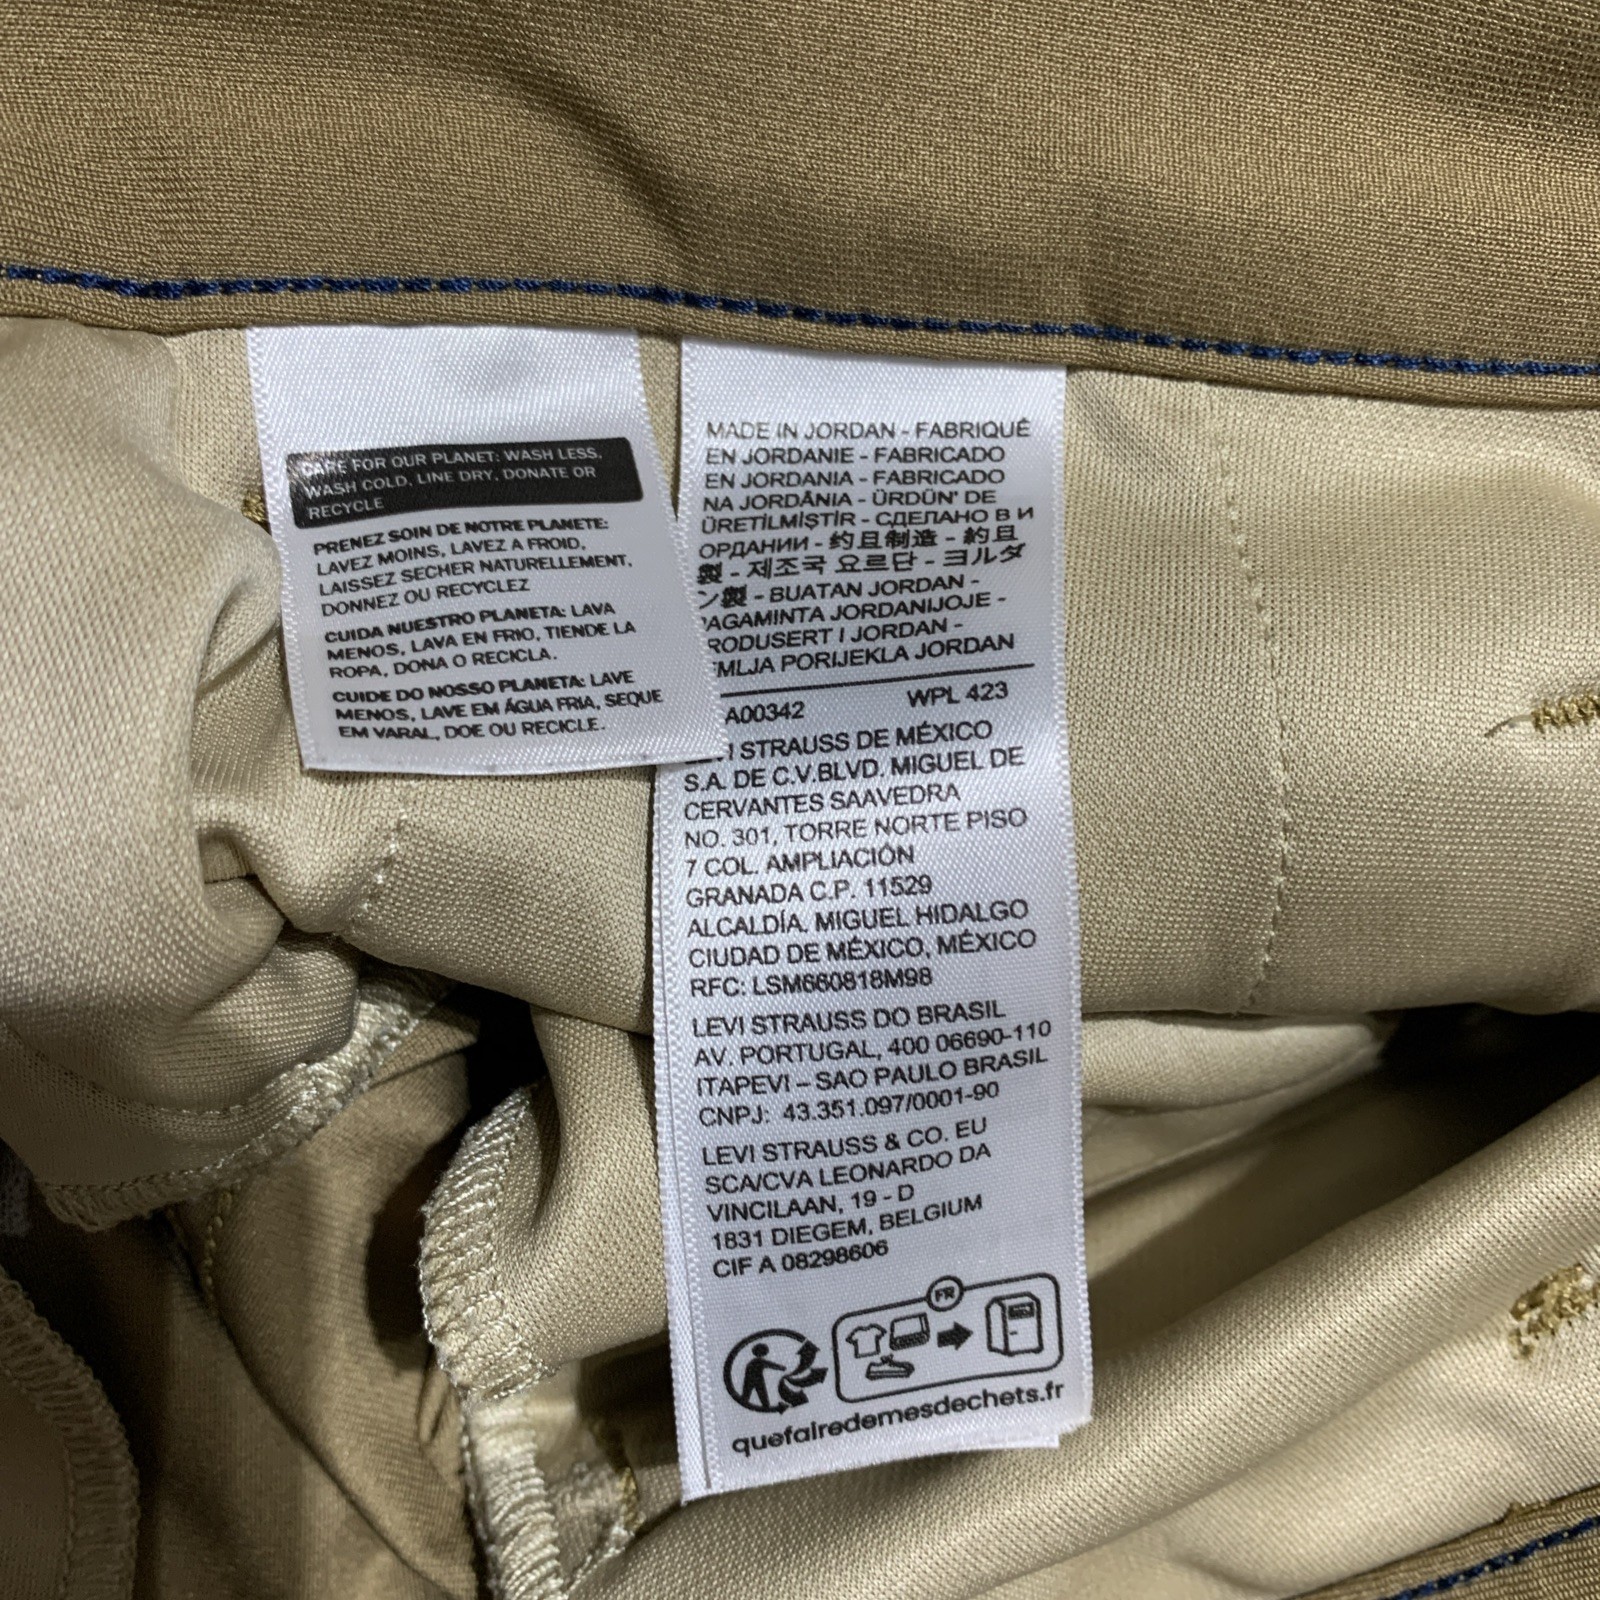 CARE FOR OUR PLANET: WASH LESS,
WASH COLD, LINE DRY, DONATE OR
RECYCLE
PRENEZ SOIN DE NOTRE PLANETE:
LAVEZ MOINS, LAVEZ A FROID,
LAISSEZ SECHER NATURELLEMENT,
DONNEZ OU RECYCLEZ
CUIDA NUESTRO PLANETA: LAVA
MENOS, LAVA EN FRIO, TIENDE LA
ROPA, DONA O RECICLA.
CUIDE DO NOSSO PLANETA: LAVE
MENOS, LAVE EM ÁGUA FRIA, SEQUE
EM VARAL, DOE OU RECICLE.
MADE IN JORDAN - FABRIQUÉ
EN JORDANIE - FABRICADO
EN JORDANIA - FABRICADO
NA JORDÂNIA - ÜRDÜN' DE
ÜRETİLMİŞTİR - СДЕЛАНО В И
ОРДАНИИ - 约旦制造 - 約旦
製 - 제조국 요르단 - ヨルダ
ン製 - BUATAN JORDAN -
PAGAMINTA JORDANIJOJE -
RODUSERT I JORDAN -
EMLJA PORIJEKLA JORDAN
A00342 WPL 423
LEVI STRAUSS DE MÉXICO
S.A. DE C.V.BLVD. MIGUEL DE
CERVANTES SAAVEDRA
NO. 301, TORRE NORTE PISO
7 COL. AMPLIACIÓN
GRANADA C.P. 11529
ALCALDÍA. MIGUEL HIDALGO
CIUDAD DE MÉXICO, MÉXICO
RFC: LSM660818M98
LEVI STRAUSS DO BRASIL
AV. PORTUGAL, 400 06690-110
ITAPEVI – SAO PAULO BRASIL
CNPJ: 43.351.097/0001-90
LEVI STRAUSS & CO. EU
SCA/CVA LEONARDO DA
VINCILAAN, 19 - D
1831 DIEGEM, BELGIUM
CIF A 08298606
FR
quefairedemesdechets.fr